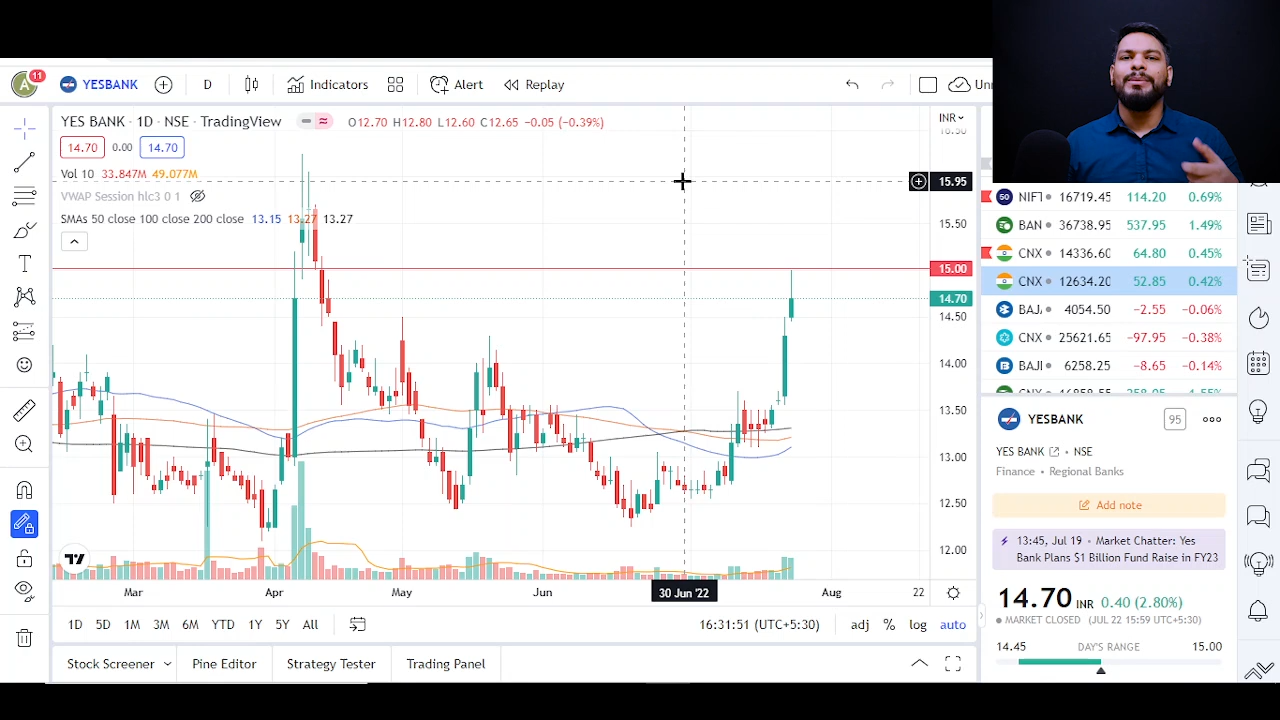 A 11 YESBANK D Indicators Alert Replay Unn
YES BANK · 1D · NSE · TradingView O12.70 H12.80 L12.60 C12.65 −0.05 (−0.39%) INR
14.70 0.00 14.70
Vol 10 33.847M 49.077M
VWAP Session hlc3 0 1
SMAs 50 close 100 close 200 close 13.15 13.27 13.27
16.50
15.95
15.50
15.00
14.70
14.50
14.00
13.50
13.00
12.50
12.00
Mar Apr May Jun 30 Jun '22 Aug 22
1D 5D 1M 3M 6M YTD 1Y 5Y All 16:31:51 (UTC+5:30) adj % log auto
Stock Screener Pine Editor Strategy Tester Trading Panel
50 NIFT 16719.45 114.20 0.69%
BAN 36738.95 537.95 1.49%
CNX 14336.60 64.80 0.45%
CNX 12634.20 52.85 0.42%
BAJA 4054.50 −2.55 −0.06%
CNX 25621.65 −97.95 −0.38%
BAJI 6258.25 −8.65 −0.14%
YESBANK 95
YES BANK • NSE
Finance • Regional Banks
Add note
13:45, Jul 19 • Market Chatter: Yes
Bank Plans $1 Billion Fund Raise in FY23
14.70 INR 0.40 (2.80%)
MARKET CLOSED (JUL 22 15:59 UTC+5:30)
14.45 DAY'S RANGE 15.00